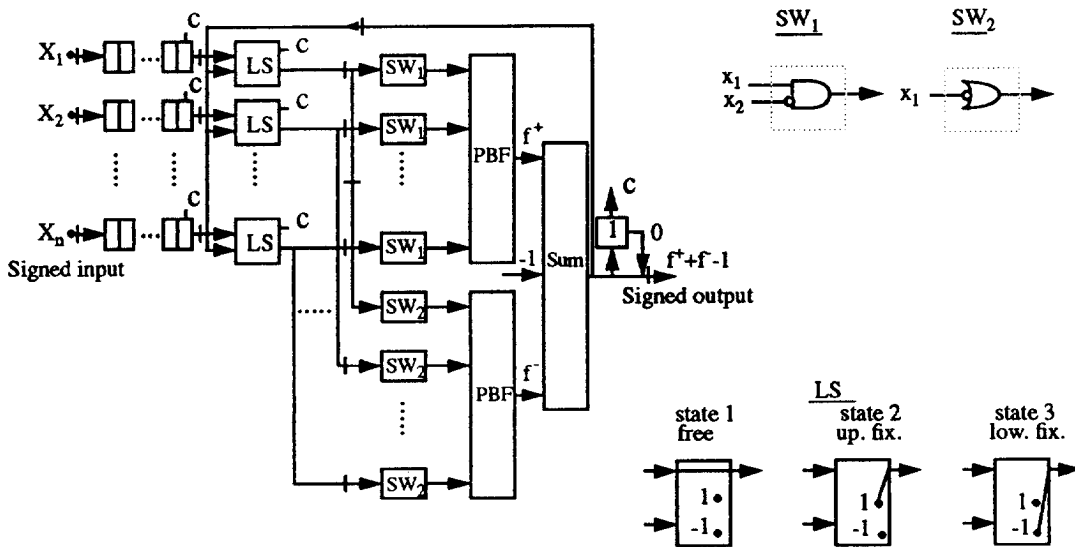 C
X₁
LS
C
SW₁
X₂
C
LS
SW₁
PBF
f⁺
C
Xₙ
Signed input
LS
C
SW₁
-1
Sum
C
1
0
f⁺+f⁻-1
Signed output
SW₂
SW₂
PBF
f⁻
SW₂
SW₁
x₁
x₂
SW₂
x₁
LS
state 1
free
1
-1
state 2
up. fix.
1
-1
state 3
low. fix.
1
-1